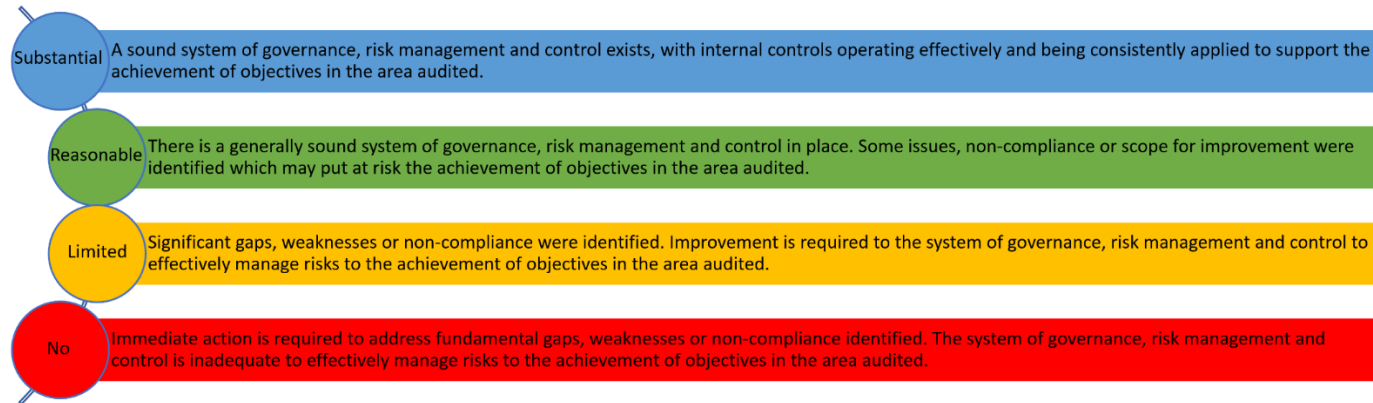 Substantial
A sound system of governance, risk management and control exists, with internal controls operating effectively and being consistently applied to support the
achievement of objectives in the area audited.
Reasonable
There is a generally sound system of governance, risk management and control in place. Some issues, non-compliance or scope for improvement were
identified which may put at risk the achievement of objectives in the area audited.
Limited
Significant gaps, weaknesses or non-compliance were identified. Improvement is required to the system of governance, risk management and control to
effectively manage risks to the achievement of objectives in the area audited.
No
Immediate action is required to address fundamental gaps, weaknesses or non-compliance identified. The system of governance, risk management and
control is inadequate to effectively manage risks to the achievement of objectives in the area audited.